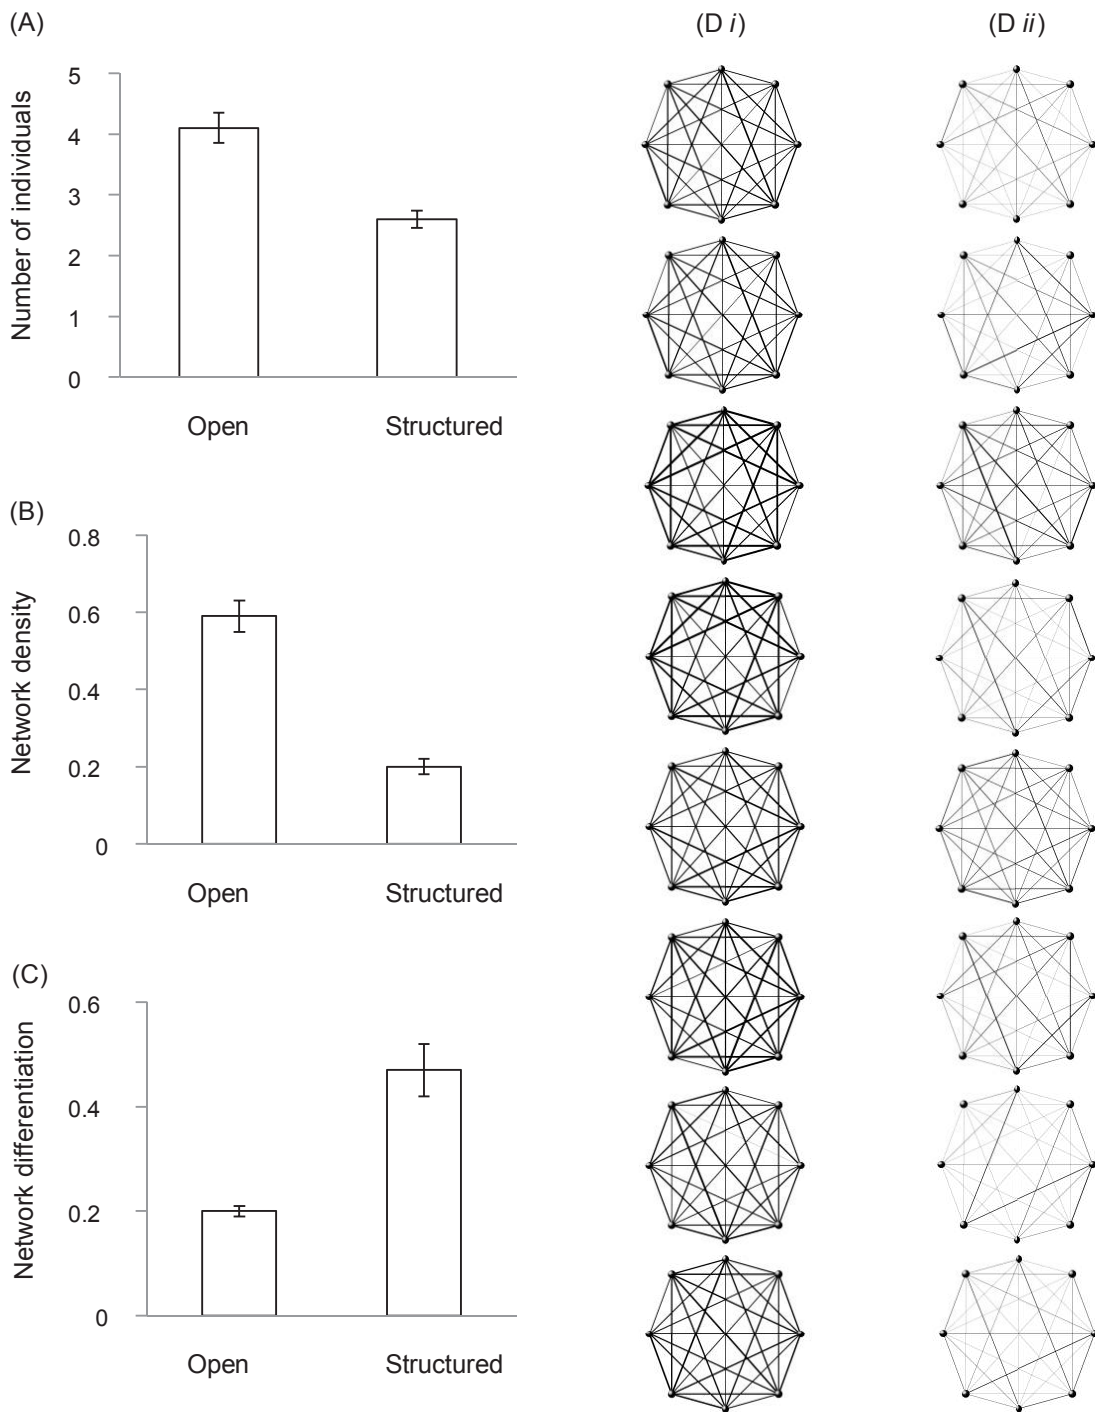 (A)
Number of individuals
5
4
3
2
1
0
Open Structured
(B)
Network density
0.8
0.6
0.4
0.2
0
Open Structured
(C)
Network differentiation
0.6
0.4
0.2
0
Open Structured
(D i) (D ii)